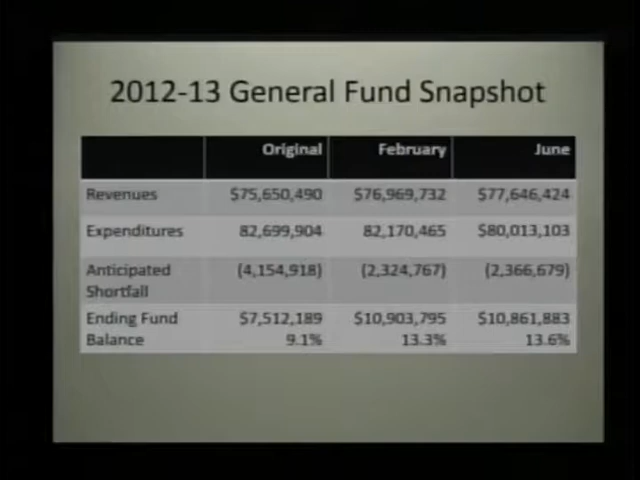 2012-13 General Fund Snapshot
Original February June
Revenues $75,650,490 $76,969,732 $77,646,424
Expenditures 82,699,904 82,170,465 $80,013,103
Anticipated Shortfall (4,154,918) (2,324,767) (2,366,679)
Ending Fund Balance $7,512,189 9.1% $10,903,795 13.3% $10,861,883 13.6%